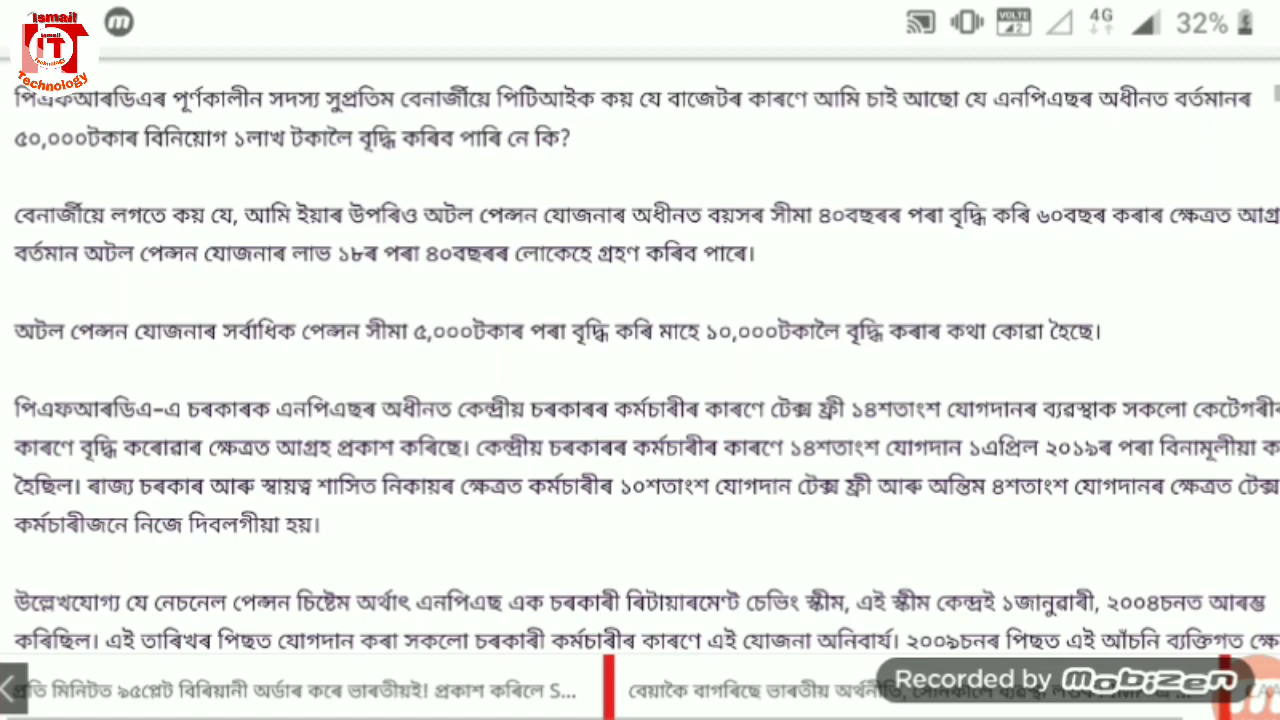 Ismail
IT
Technology
VOLTE 2
4G
32%
পিএফআৰডিএৰ পূৰ্ণকালীন সদস্য সুপ্ৰতিম বেনাৰ্জীয়ে পিটিআইক কয় যে বাজেটৰ কাৰণে আমি চাই আছো যে এনপিএছৰ অধীনত বৰ্তমানৰ
৫০,০০০টকাৰ বিনিয়োগ ১লাখ টকালৈ বৃদ্ধি কৰিব পাৰি নে কি?
বেনাৰ্জীয়ে লগতে কয় যে, আমি ইয়াৰ উপৰিও অটল পেন্সন যোজনাৰ অধীনত বয়সৰ সীমা ৪০বছৰৰ পৰা বৃদ্ধি কৰি ৬০বছৰ কৰাৰ ক্ষেত্ৰত
বৰ্তমান অটল পেন্সন যোজনাৰ লাভ ১৮ৰ পৰা ৪০বছৰৰ লোকেহে গ্ৰহণ কৰিব পাৰে।
অটল পেন্সন যোজনাৰ সৰ্বাধিক পেন্সন সীমা ৫,০০০টকাৰ পৰা বৃদ্ধি কৰি মাহে ১০,০০০টকালৈ বৃদ্ধি কৰাৰ কথা কোৱা হৈছে।
পিএফআৰডিএ-এ চৰকাৰক এনপিএছৰ অধীনত কেন্দ্ৰীয় চৰকাৰৰ কৰ্মচাৰীৰ কাৰণে টেক্স ফ্ৰী ১৪শতাংশ যোগদানৰ ব্যৱস্থাক সকলো
কাৰণে বৃদ্ধি কৰোৱাৰ ক্ষেত্ৰত আগ্ৰহ প্ৰকাশ কৰিছে। কেন্দ্ৰীয় চৰকাৰৰ কৰ্মচাৰীৰ কাৰণে ১৪শতাংশ যোগদান ১এপ্ৰিল ২০১৯ৰ পৰা বিনামূলীয়া
হৈছিল। ৰাজ্য চৰকাৰ আৰু স্বায়ত্ব শাসিত নিকায়ৰ ক্ষেত্ৰত কৰ্মচাৰীৰ ১০শতাংশ যোগদান টেক্স ফ্ৰী আৰু অন্তিম ৪শতাংশ যোগদানৰ ক্ষেত্ৰত টেক্স
কৰ্মচাৰীজনে নিজে দিবলগীয়া হয়।
উল্লেখযোগ্য যে নেচনেল পেন্সন চিষ্টেম অৰ্থাৎ এনপিএছ এক চৰকাৰী ৰিটায়াৰমেণ্ট চেভিং স্কীম, এই স্কীম কেন্দ্ৰই ১জানুৱাৰী, ২০০৪চনত আৰম্ভ
কৰিছিল। এই তাৰিখৰ পিছত যোগদান কৰা সকলো চৰকাৰী কৰ্মচাৰীৰ কাৰণে এই যোজনা অনিবাৰ্য। ২০০৯চনৰ পিছত এই আঁচনি ব্যক্তিগত
প্ৰতি মিনিটত ৯৫প্লেট বিৰিয়ানী অৰ্ডাৰ কৰে ভাৰতীয়ই! প্ৰকাশ কৰিলে S...
বেয়াকৈ বাগৰিছে ভাৰতীয় অৰ্থনীতি,
Recorded by Mobizen